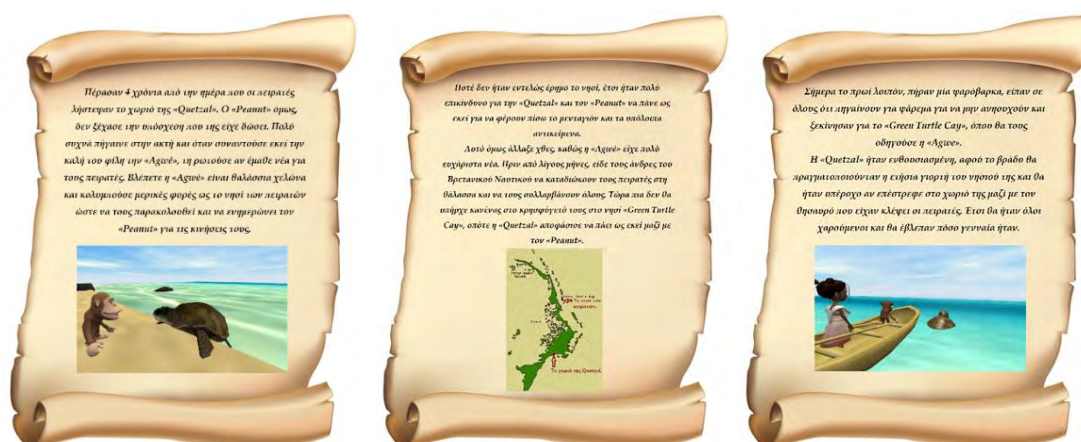 Πέρασαν 4 χρόνια από την ημέρα που οι πειρατές
λήστεψαν το χωριό της «Quetzal». Ο «Peanut» όμως,
δεν ξέχασε την υπόσχεση που της είχε δώσει. Πολύ
συχνά πήγαινε στην ακτή και όταν συναντούσε εκεί την
καλή του φίλη την «Agwé», τη ρωτούσε αν έμαθε νέα για
τους πειρατές. Βλέπετε η «Agwé» είναι θαλάσσια χελώνα
και κολυμπούσε μερικές φορές ως το νησί των πειρατών
ώστε να τους παρακολουθεί και να ενημερώνει τον
«Peanut» για τις κινήσεις τους.
Ποτέ δεν ήταν εντελώς έρημο το νησί, έτσι ήταν πολύ
επικίνδυνο για την «Quetzal» και τον «Peanut» να πάνε ως
εκεί για να φέρουν πίσω το μενταγιόν και τα υπόλοιπα
αντικείμενα.
Αυτό όμως άλλαξε χθες, καθώς η «Agwé» είχε πολύ
ευχάριστα νέα. Πριν από λίγους μήνες, είδε τους άνδρες του
Βρετανικού Ναυτικού να καταδιώκουν τους πειρατές στη
θάλασσα και να τους συλλαμβάνουν όλους. Τώρα πια δεν θα
υπήρχε κανένας στο κρησφύγετό τους στο νησί «Green Turtle
Cay», οπότε η «Quetzal» αποφάσισε να πάει ως εκεί μαζί με
τον «Peanut».
Το χωριό της Quetzal
Σήμερα το πρωί λοιπόν, πήραν μία ψαρόβαρκα, είπαν σε
όλους ότι πηγαίνουν για ψάρεμα για να μην ανησυχούν και
ξεκίνησαν για το «Green Turtle Cay», όπου θα τους
οδηγούσε η «Agwe».
Η «Quetzal» ήταν ενθουσιασμένη, αφού το βράδυ θα
πραγματοποιούνταν η ετήσια γιορτή του νησιού της και θα
ήταν υπέροχο αν επέστρεφε στο χωριό της μαζί με τον
θησαυρό που είχαν κλέψει οι πειρατές. Έτσι θα ήταν όλοι
χαρούμενοι και θα έβλεπαν πόσο γενναία ήταν.